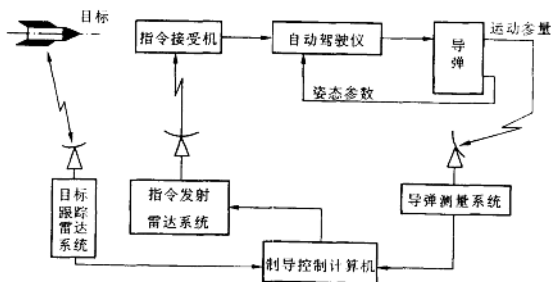 目标
指令接受机
自动驾驶仪
导
弹
运动参量
姿态参数
目标
跟踪
雷达
系统
指令发射
雷达系统
导弹测量系统
制导控制计算机